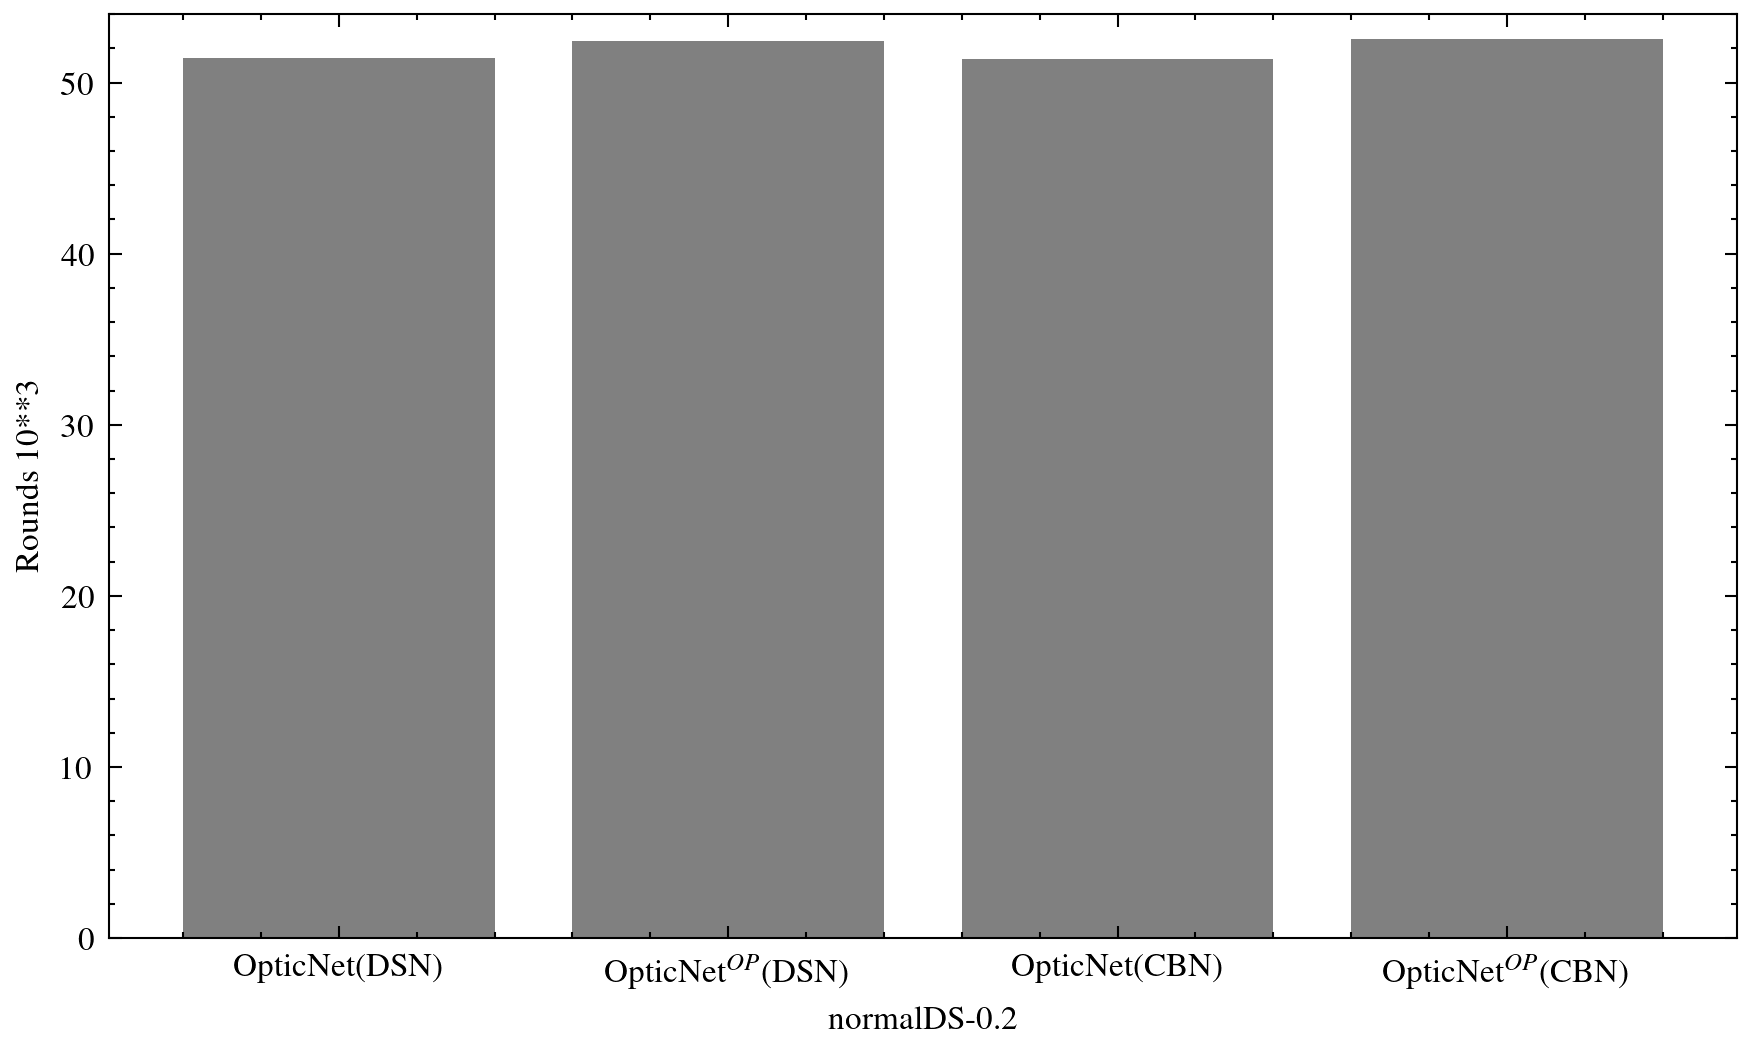 50
40
30
20
10
0
Rounds 10**3
OpticNet(DSN)
OpticNet^{OP}(DSN)
OpticNet(CBN)
OpticNet^{OP}(CBN)
normalDS-0.2